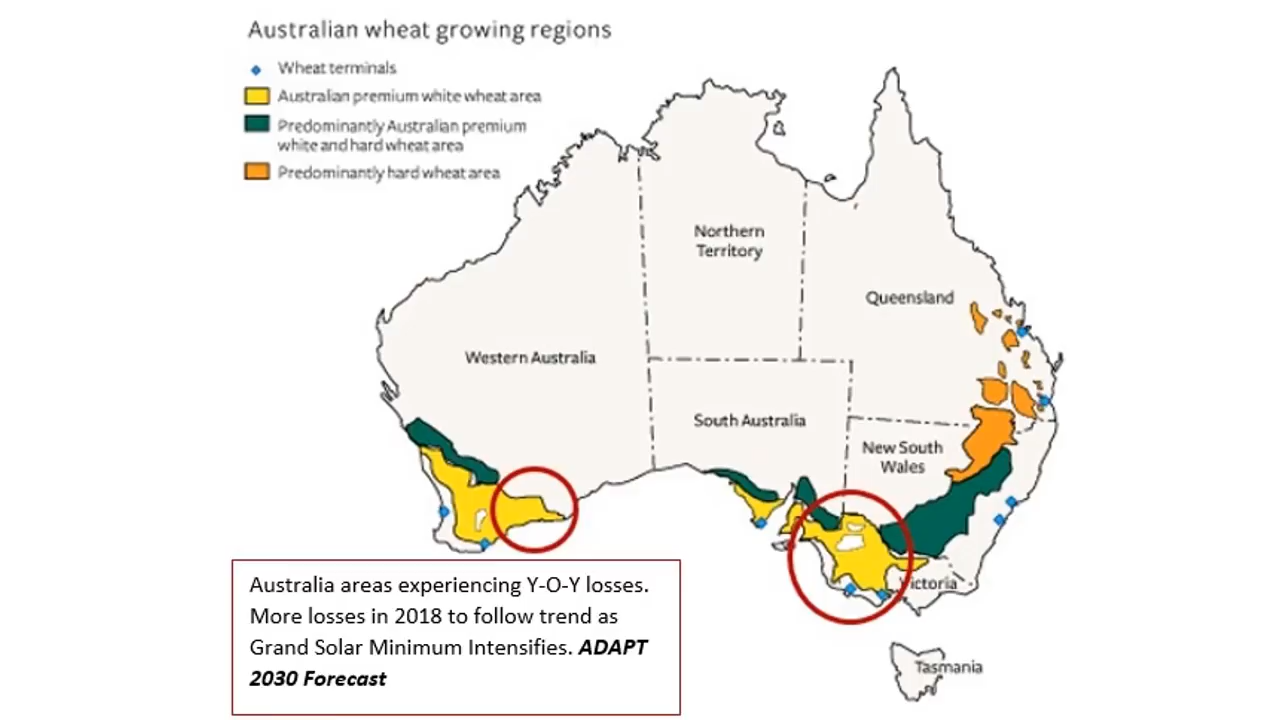 Australian wheat growing regions
Wheat terminals
Australian premium white wheat area
Predominantly Australian premium
white and hard wheat area
Predominantly hard wheat area
Northern
Territory
Queensland
Western Australia
South Australia
New South
Wales
Victoria
Tasmania
Australia areas experiencing Y-O-Y losses.
More losses in 2018 to follow trend as
Grand Solar Minimum Intensifies. ADAPT
2030 Forecast